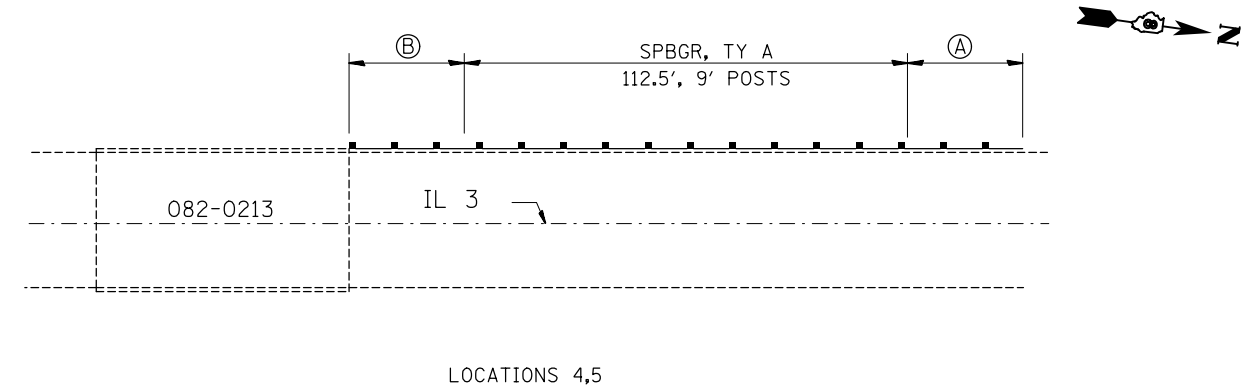 Ⓑ
SPBGR, TY A
112.5', 9' POSTS
Ⓐ
N
082-0213
IL 3
LOCATIONS 4,5